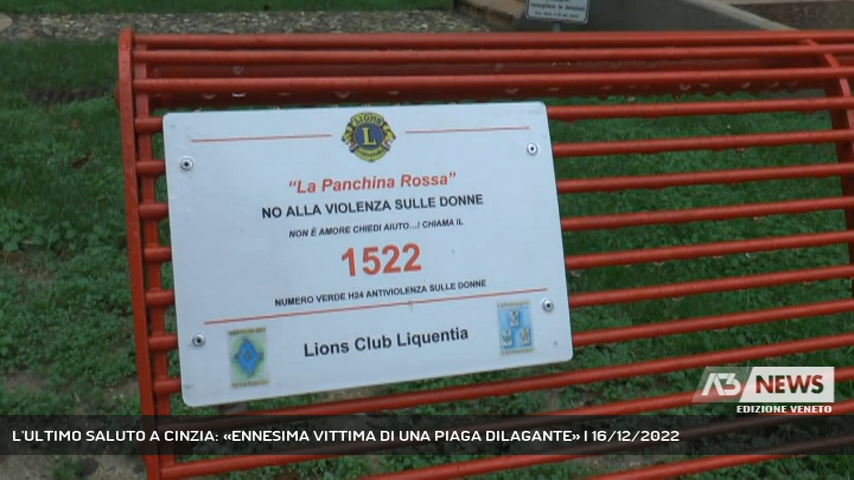 LIONS
L
"La Panchina Rossa"
NO ALLA VIOLENZA SULLE DONNE
NON È AMORE CHIEDI AIUTO...! CHIAMA IL
1522
NUMERO VERDE H24 ANTIVIOLENZA SULLE DONNE
Lions Club Liquentia
A3 NEWS
EDIZIONE VENETO
L'ULTIMO SALUTO A CINZIA: «ENNESIMA VITTIMA DI UNA PIAGA DILAGANTE» | 16/12/2022